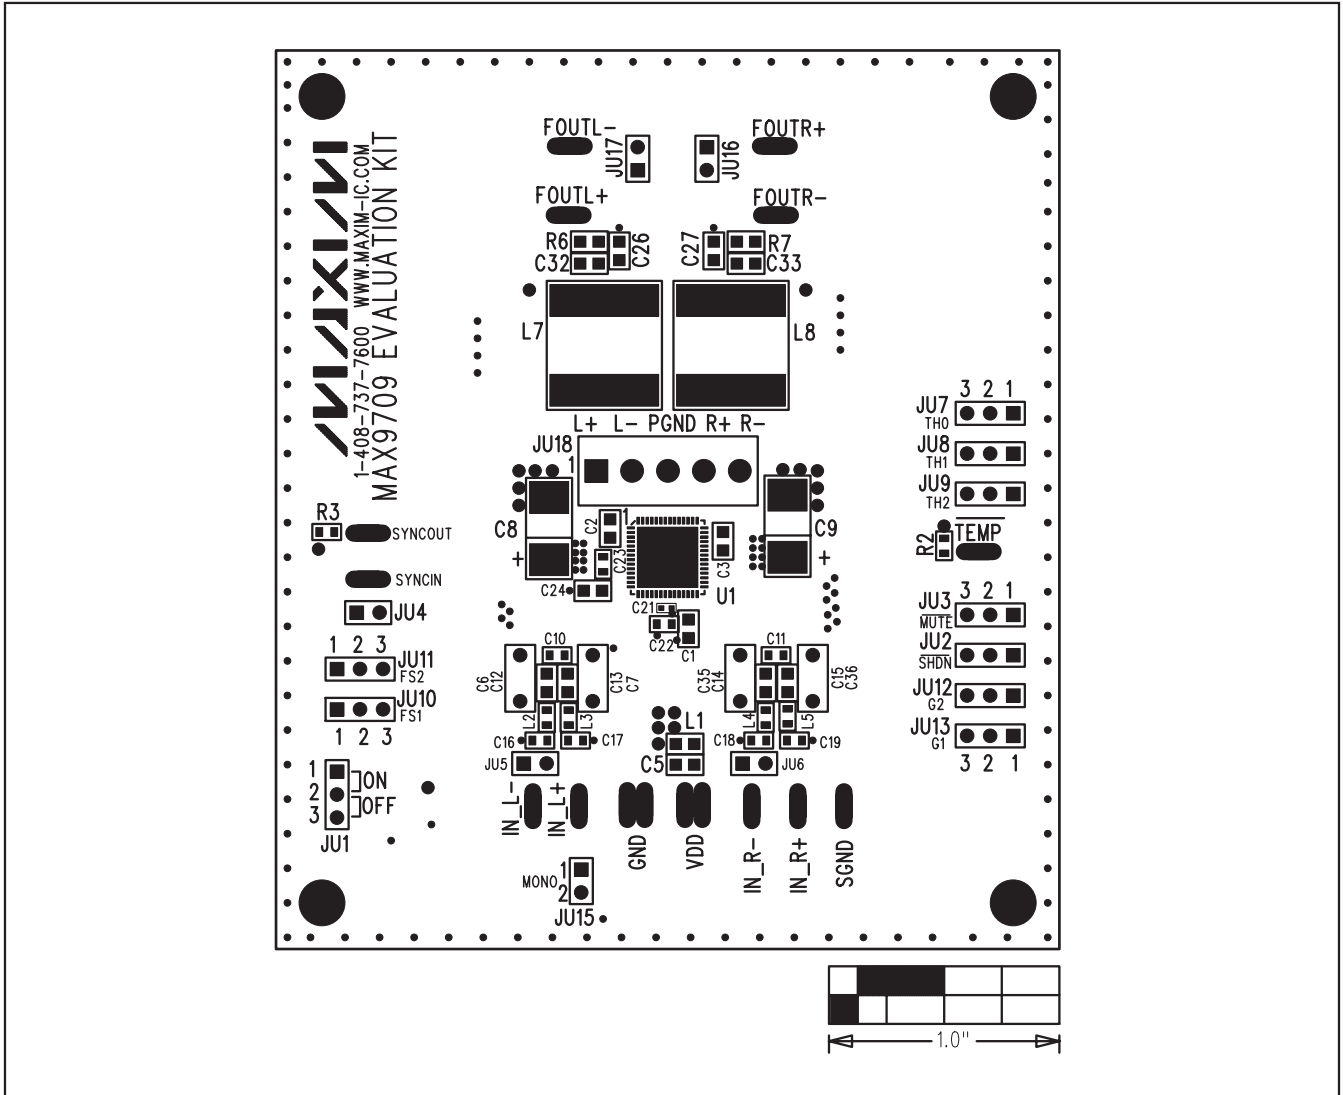 MAXIM
1-408-737-7600 WWW.MAXIM-IC.COM
MAX9709 EVALUATION KIT
FOUTL-
JU17
JU16
FOUTR+
FOUTL+
FOUTR-
R6
C26
C27
R7
C32
C33
L7
L8
L+ L- PGND R+ R-
JU18
1
3 2 1
JU7
TH0
JU8
TH1
JU9
TH2
R3
SYNCOUT
C8
+
C2
1
C23
C3
C9
+
R2
TEMP
SYNCIN
C24
U1
JU4
C21
C22
C1
3 2 1
JU3
MUTE
JU2
SHDN
JU12
G2
JU13
G1
3 2 1
1 2 3
JU11
FS2
JU10
FS1
1 2 3
C10
C6
C12
C13
C7
C11
C35
C14
C15
C36
L2
L3
L4
L5
C16
C17
L1
C18
C19
JU5
C5
JU6
1
2
3
ON
OFF
JU1
IN_L-
IN_L+
GND
VDD
IN_R-
IN_R+
SGND
MONO
1
2
JU15
1.0"